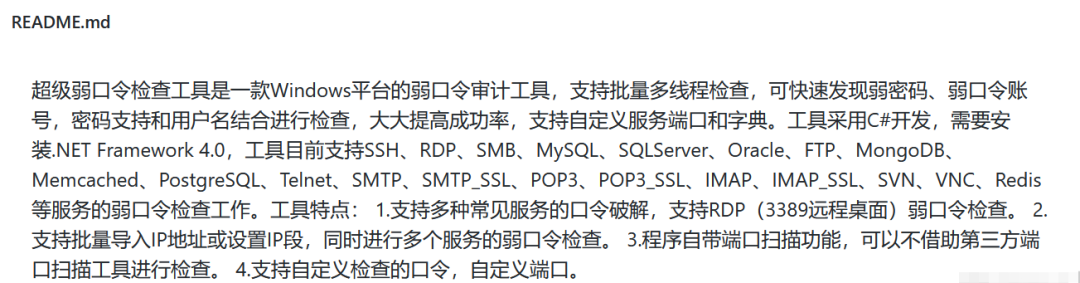 README.md
超级弱口令检查工具是一款Windows平台的弱口令审计工具，支持批量多线程检查，可快速发现弱密码、弱口令账
号，密码支持和用户名结合进行检查，大大提高成功率，支持自定义服务端口和字典。工具采用C#开发，需要安
装.NET Framework 4.0，工具目前支持SSH、RDP、SMB、MySQL、SQLServer、Oracle、FTP、MongoDB、
Memcached、PostgreSQL、Telnet、SMTP、SMTP_SSL、POP3、POP3_SSL、IMAP、IMAP_SSL、SVN、VNC、Redis
等服务的弱口令检查工作。工具特点： 1.支持多种常见服务的口令破解，支持RDP（3389远程桌面）弱口令检查。 2.
支持批量导入IP地址或设置IP段，同时进行多个服务的弱口令检查。 3.程序自带端口扫描功能，可以不借助第三方端
口扫描工具进行检查。 4.支持自定义检查的口令，自定义端口。